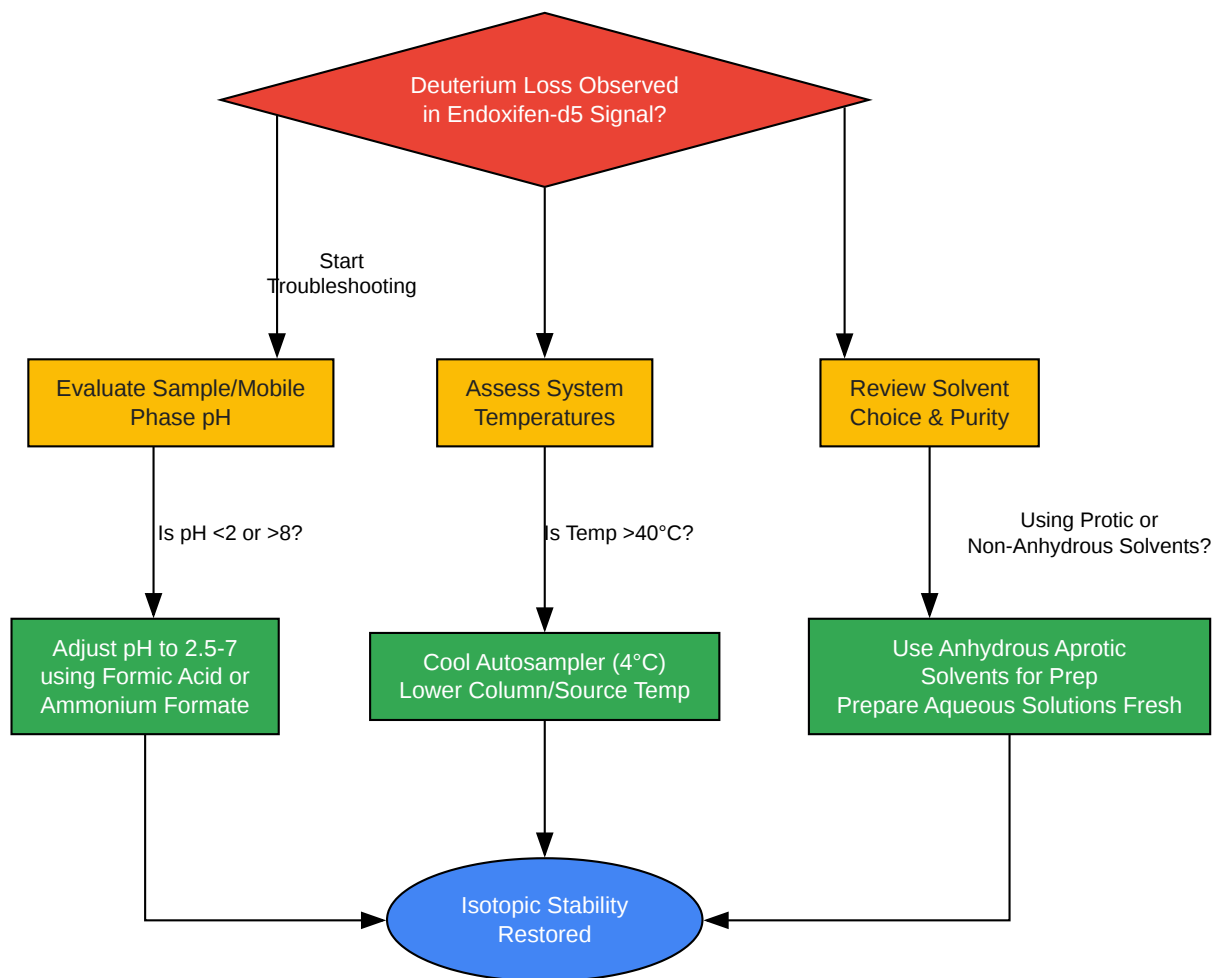 Deuterium Loss Observed
in Endoxifen-d5 Signal?
Start
Troubleshooting
Evaluate Sample/Mobile
Phase pH
Assess System
Temperatures
Review Solvent
Choice & Purity
Is pH <2 or >8?
Is Temp >40°C?
Using Protic or
Non-Anhydrous Solvents?
Adjust pH to 2.5-7
using Formic Acid or
Ammonium Formate
Cool Autosampler (4°C)
Lower Column/Source Temp
Use Anhydrous Aprotic
Solvents for Prep
Prepare Aqueous Solutions Fresh
Isotopic Stability
Restored